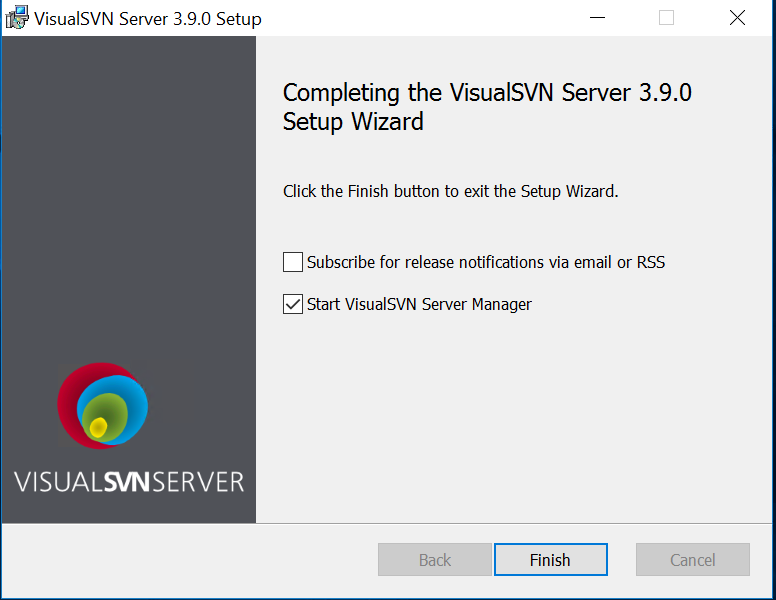 VisualSVN Server 3.9.0 Setup
Completing the VisualSVN Server 3.9.0
Setup Wizard
Click the Finish button to exit the Setup Wizard.
Subscribe for release notifications via email or RSS
Start VisualSVN Server Manager
VISUALSVNSERVER
Back
Finish
Cancel